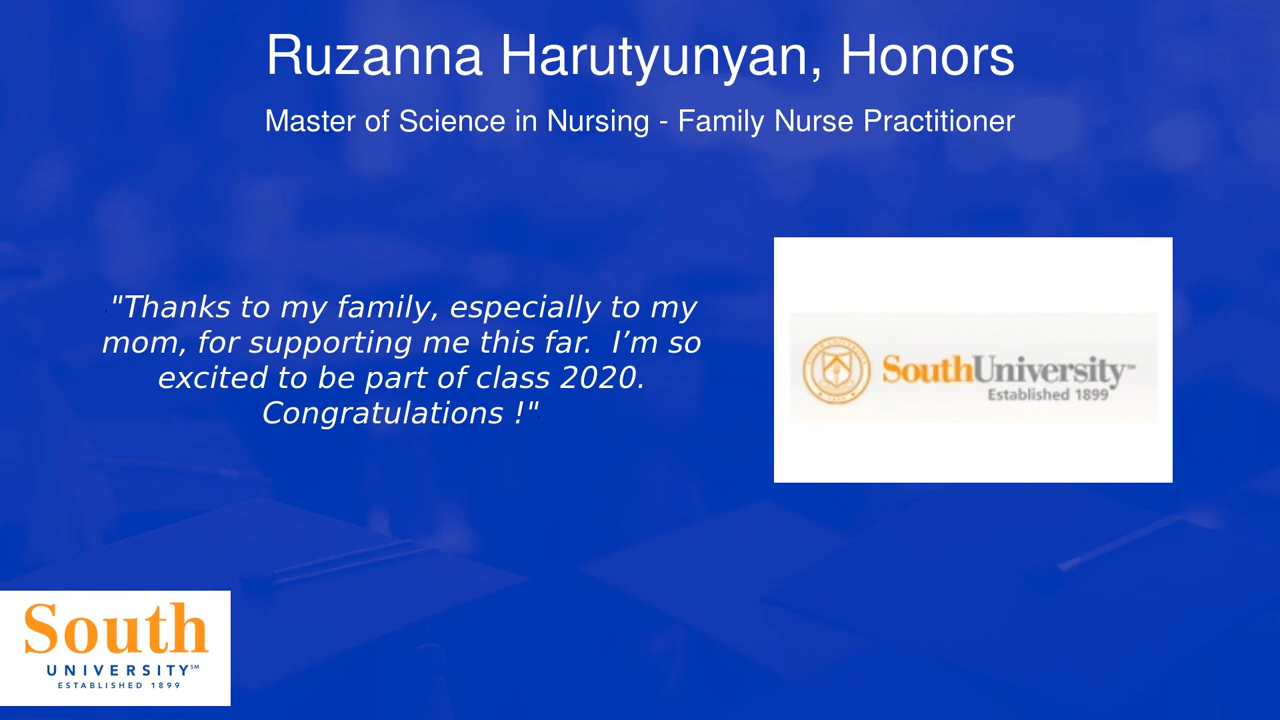 Ruzanna Harutyunyan, Honors
Master of Science in Nursing - Family Nurse Practitioner
"Thanks to my family, especially to my
mom, for supporting me this far.  I’m so
excited to be part of class 2020.
Congratulations !"
SouthUniversity™
Established 1899
South
UNIVERSITY℠
ESTABLISHED 1899